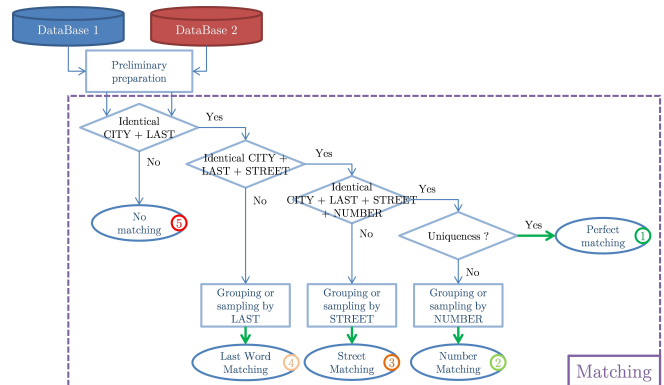 DataBase 1
DataBase 2
Preliminary
preparation
Identical
CITY + LAST
Yes
No
Identical CITY +
LAST + STREET
Yes
No
Identical
CITY + LAST + STREET
+ NUMBER
Yes
No
Uniqueness ?
Yes
No
No
matching
5
Perfect
matching
1
Grouping or
sampling by
LAST
Grouping or
sampling by
STREET
Grouping or
sampling by
NUMBER
Last Word
Matching
4
Street
Matching
3
Number
Matching
2
Matching